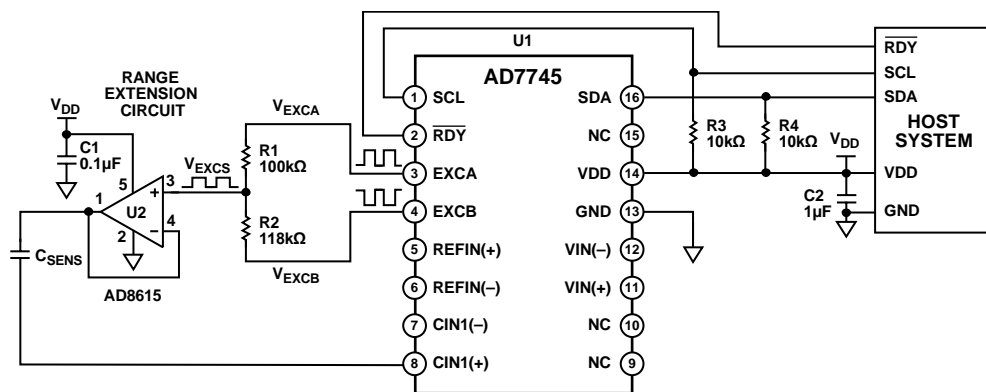 U1
AD7745
RANGE
EXTENSION
CIRCUIT
V_DD
C1
0.1µF
5
1
3
4
2
+
–
U2
AD8615
C_SENS
V_EXCS
V_EXCA
R1
100kΩ
R2
118kΩ
V_EXCB
1 SCL
2 RDY
3 EXCA
4 EXCB
5 REFIN(+)
6 REFIN(–)
7 CIN1(–)
8 CIN1(+)
SDA 16
NC 15
VDD 14
GND 13
VIN(–) 12
VIN(+) 11
NC 10
NC 9
R3
10kΩ
R4
10kΩ
V_DD
C2
1µF
RDY
SCL
SDA
HOST
SYSTEM
VDD
GND